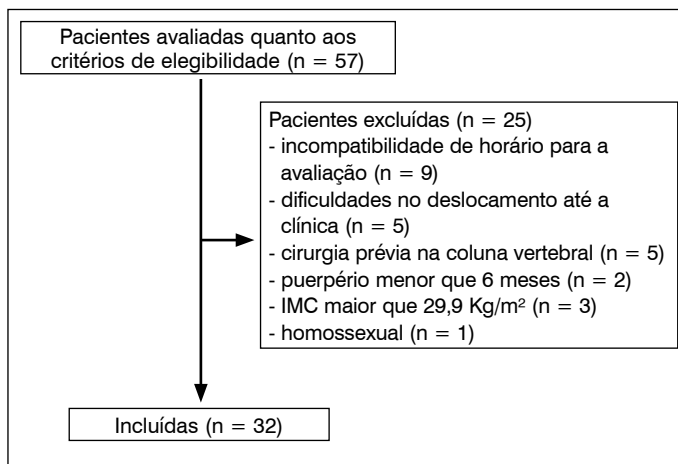 Pacientes avaliadas quanto aos
critérios de elegibilidade (n = 57)
Pacientes excluídas (n = 25)
- incompatibilidade de horário para a
avaliação (n = 9)
- dificuldades no deslocamento até a
clínica (n = 5)
- cirurgia prévia na coluna vertebral (n = 5)
- puerpério menor que 6 meses (n = 2)
- IMC maior que 29,9 Kg/m² (n = 3)
- homossexual (n = 1)
Incluídas (n = 32)